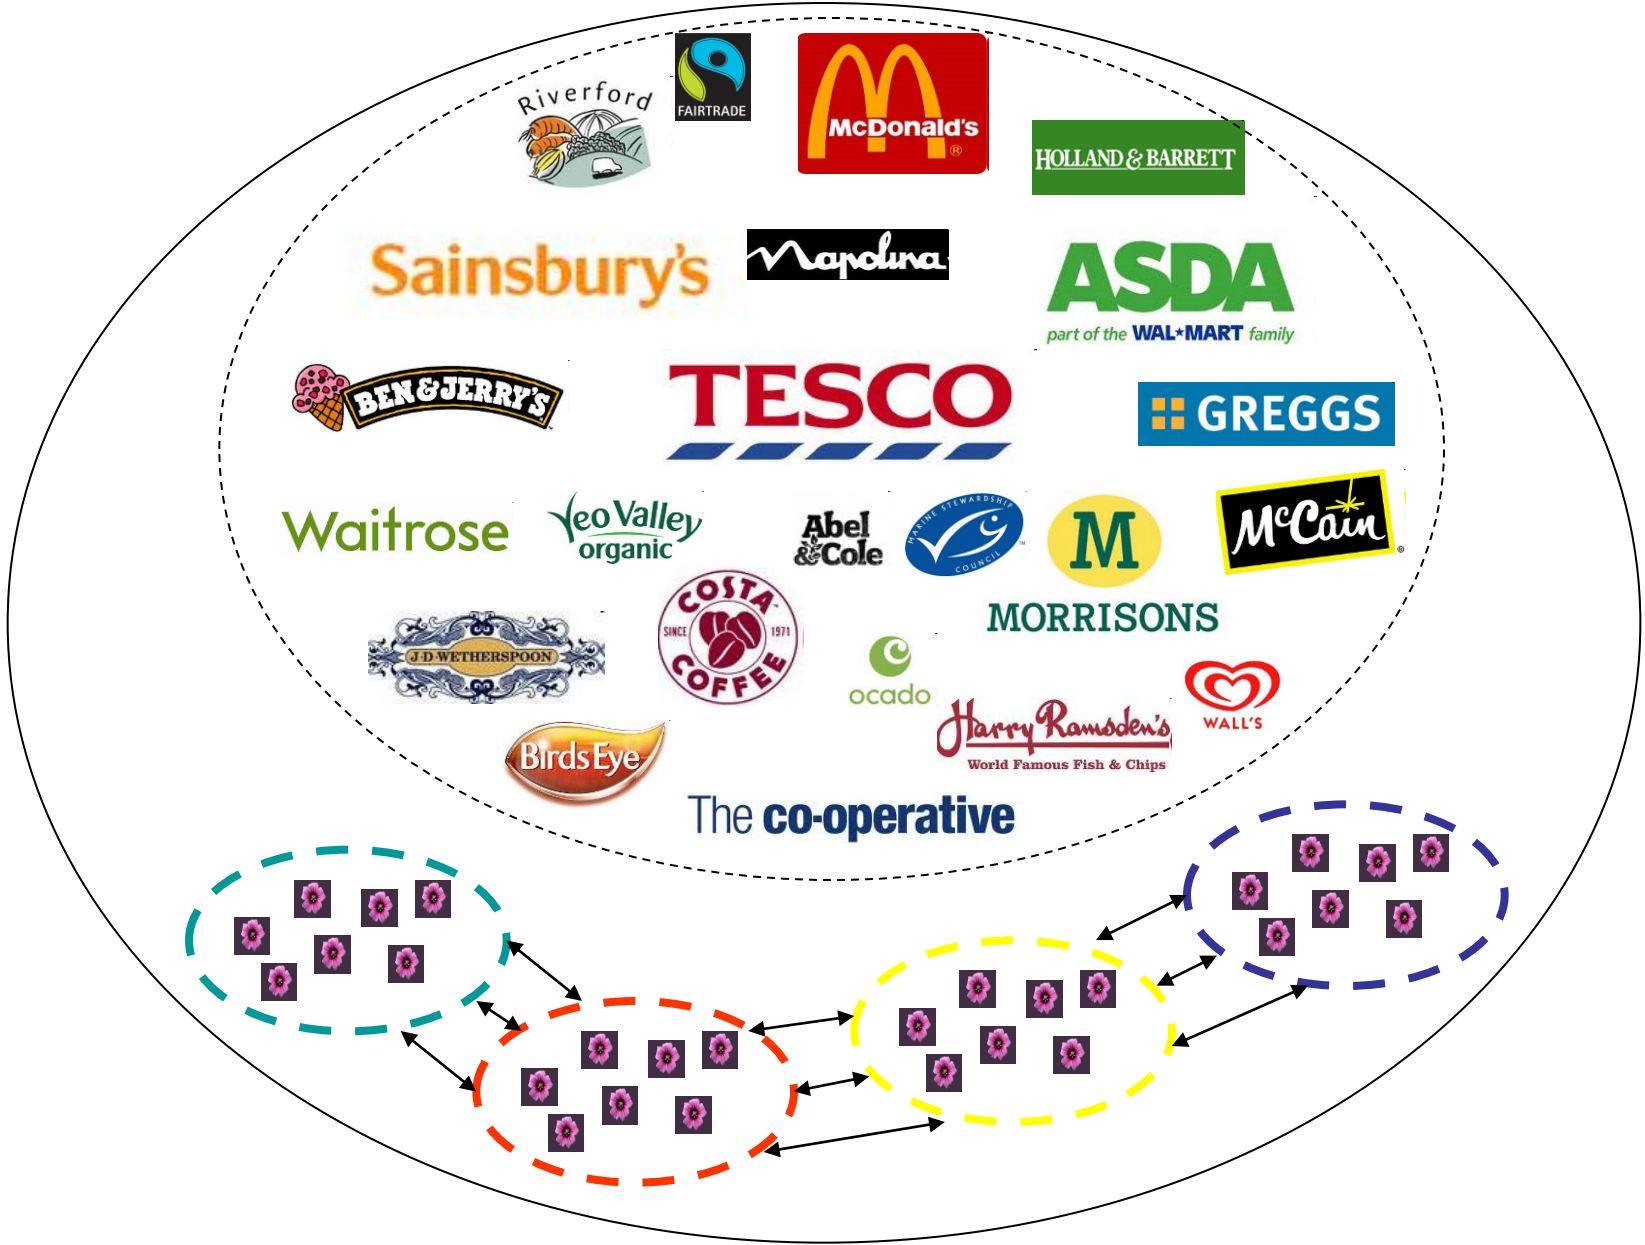 Riverford
FAIRTRADE
McDonald's
®
HOLLAND & BARRETT
Sainsbury's
Napolina
ASDA
part of the WAL★MART family
BEN & JERRY'S
TESCO
GREGGS
Waitrose
Yeo Valley
organic
Abel
&Cole
MARINE STEWARDSHIP
COUNCIL
TM
M
MORRISONS
McCain
®
J·D·WETHERSPOON
COSTA
SINCE 1971
COFFEE
ocado
Harry Ramsden's
World Famous Fish & Chips
WALL'S
BirdsEye
The co-operative